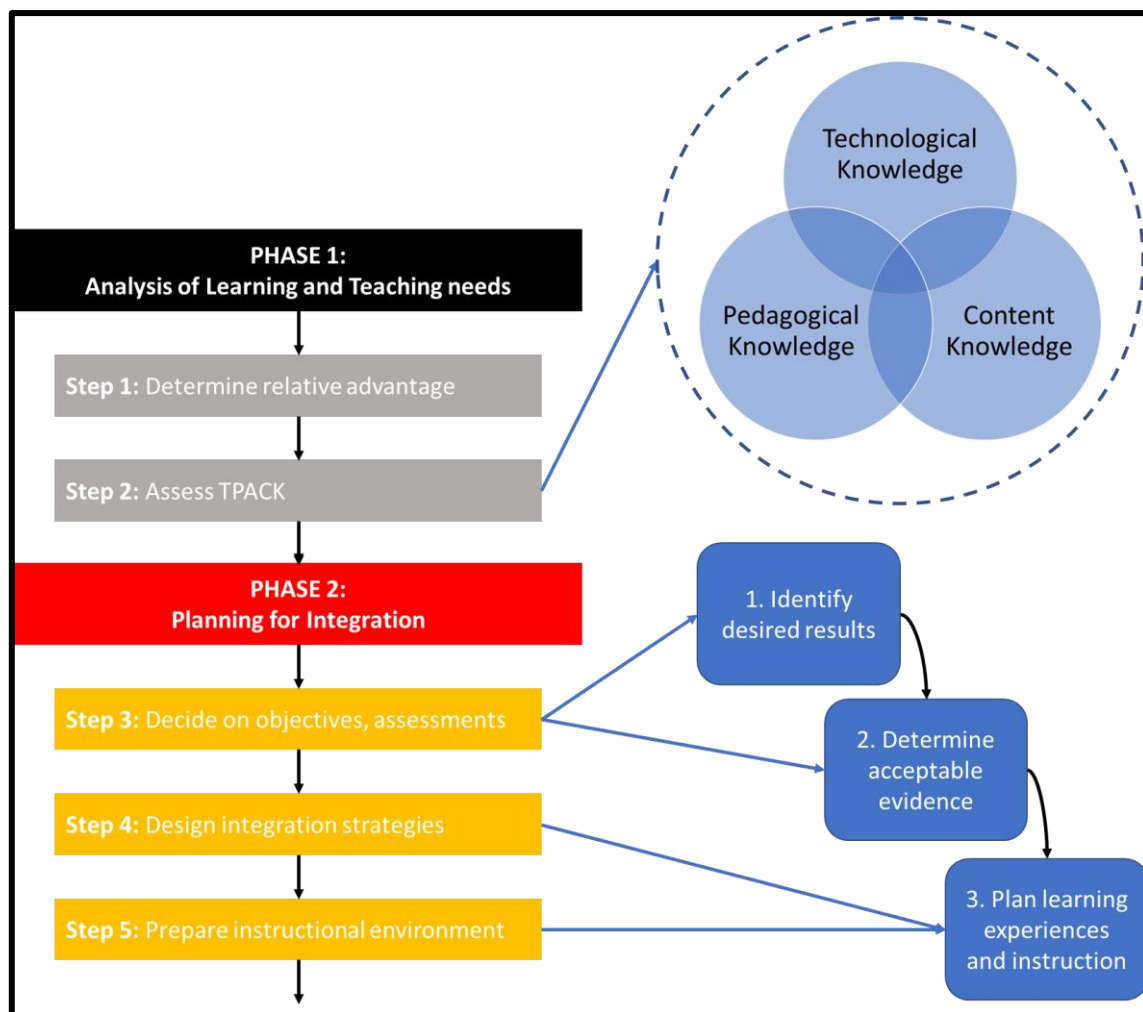 Technological
Knowledge
Pedagogical
Knowledge
Content
Knowledge
PHASE 1:
Analysis of Learning and Teaching needs
Step 1: Determine relative advantage
Step 2: Assess TPACK
PHASE 2:
Planning for Integration
Step 3: Decide on objectives, assessments
Step 4: Design integration strategies
Step 5: Prepare instructional environment
1. Identify
desired results
2. Determine
acceptable
evidence
3. Plan learning
experiences
and instruction